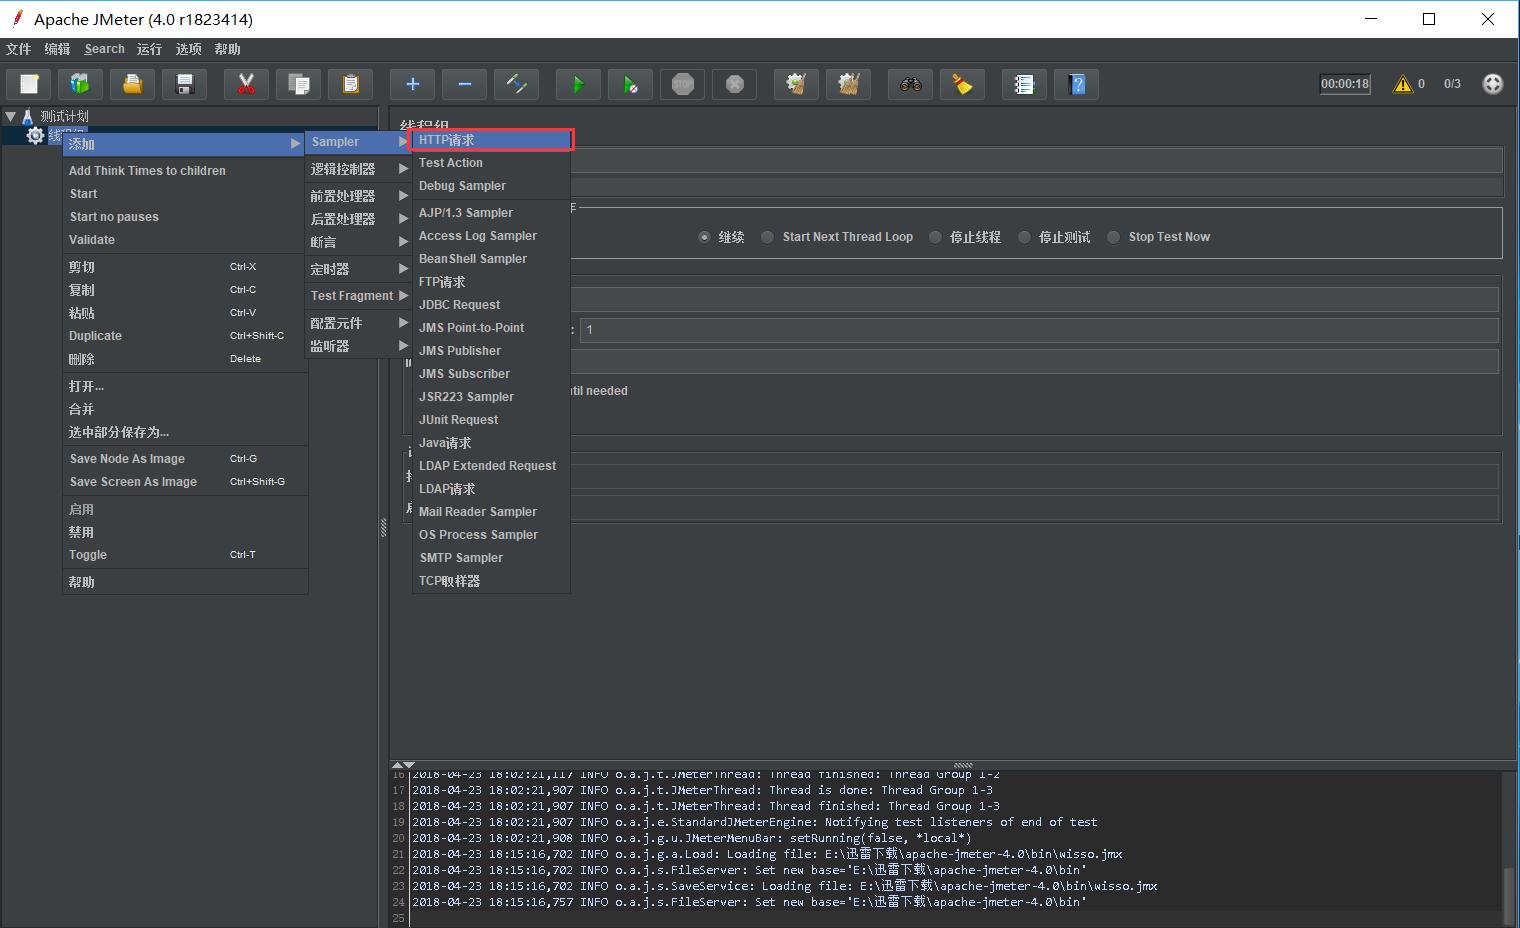 Apache JMeter (4.0 r1823414)
文件 编辑 Search 运行 选项 帮助
STOP
00:00:18 0 0/3
测试计划
线程组
添加
Add Think Times to children
Start
Start no pauses
Validate
剪切 Ctrl-X
复制 Ctrl-C
粘贴 Ctrl-V
Duplicate Ctrl+Shift-C
删除 Delete
打开...
合并
选中部分保存为...
Save Node As Image Ctrl-G
Save Screen As Image Ctrl+Shift-G
启用
禁用
Toggle Ctrl-T
帮助
Sampler
逻辑控制器
前置处理器
后置处理器
断言
定时器
Test Fragment
配置元件
监听器
HTTP请求
Test Action
Debug Sampler
AJP/1.3 Sampler
Access Log Sampler
BeanShell Sampler
FTP请求
JDBC Request
JMS Point-to-Point
JMS Publisher
JMS Subscriber
JSR223 Sampler
JUnit Request
Java请求
LDAP Extended Request
LDAP请求
Mail Reader Sampler
OS Process Sampler
SMTP Sampler
TCP取样器
线程组
继续 Start Next Thread Loop 停止线程 停止测试 Stop Test Now
: 1
til needed
16 2018-04-23 18:02:21,117 INFO o.a.j.t.JMeterThread: Thread finished: Thread Group 1-2
17 2018-04-23 18:02:21,907 INFO o.a.j.t.JMeterThread: Thread is done: Thread Group 1-3
18 2018-04-23 18:02:21,907 INFO o.a.j.t.JMeterThread: Thread finished: Thread Group 1-3
19 2018-04-23 18:02:21,907 INFO o.a.j.e.StandardJMeterEngine: Notifying test listeners of end of test
20 2018-04-23 18:02:21,908 INFO o.a.j.g.u.JMeterMenuBar: setRunning(false, *local*)
21 2018-04-23 18:15:16,702 INFO o.a.j.g.a.Load: Loading file: E:\迅雷下载\apache-jmeter-4.0\bin\wisso.jmx
22 2018-04-23 18:15:16,702 INFO o.a.j.s.FileServer: Set new base='E:\迅雷下载\apache-jmeter-4.0\bin'
23 2018-04-23 18:15:16,702 INFO o.a.j.s.SaveService: Loading file: E:\迅雷下载\apache-jmeter-4.0\bin\wisso.jmx
24 2018-04-23 18:15:16,757 INFO o.a.j.s.FileServer: Set new base='E:\迅雷下载\apache-jmeter-4.0\bin'
25